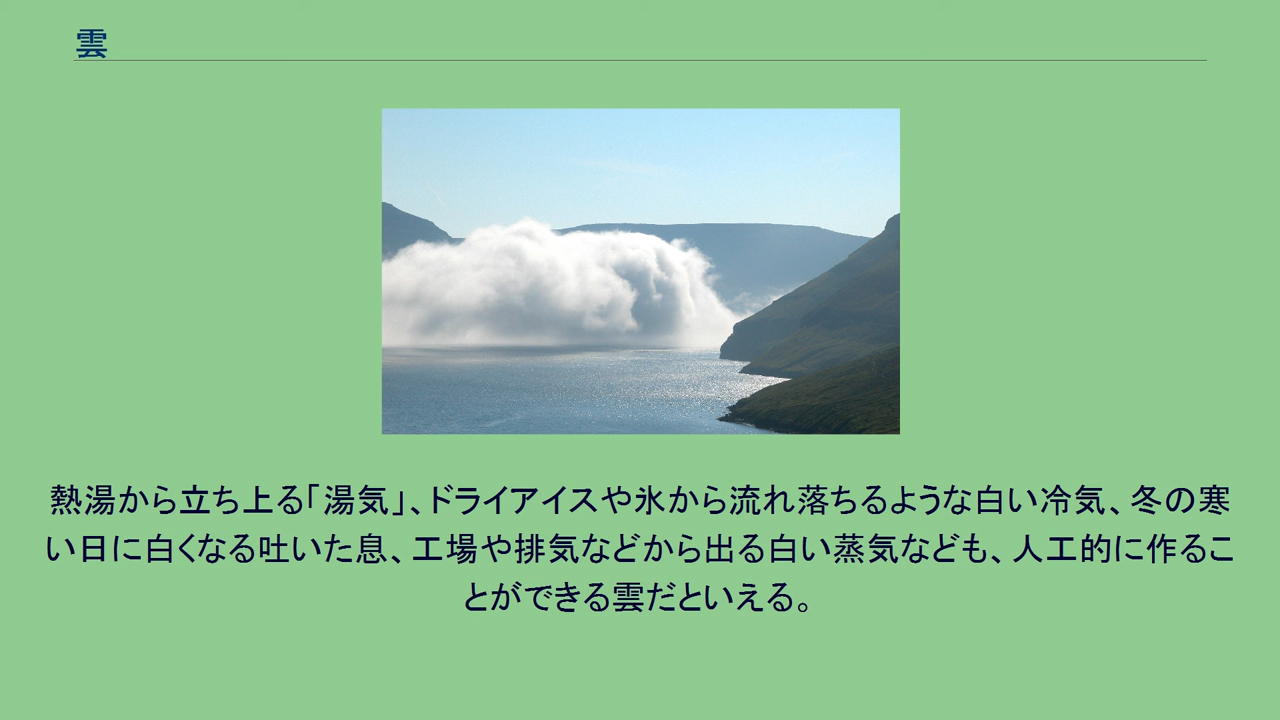 雲
熱湯から立ち上る「湯気」、ドライアイスや氷から流れ落ちるような白い冷気、冬の寒
い日に白くなる吐いた息、工場や排気などから出る白い蒸気なども、人工的に作るこ
とができる雲だといえる。